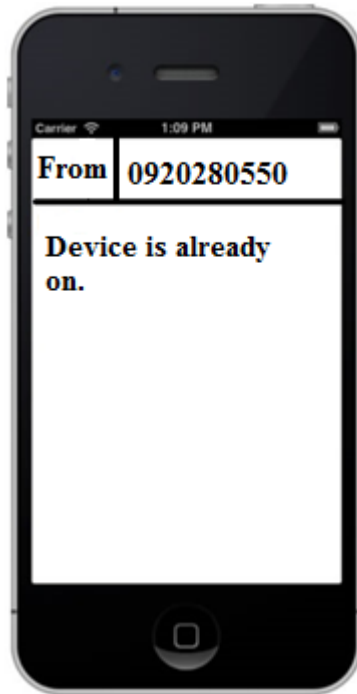 Carrier 1:09 PM
From 0920280550
Device is already
on.